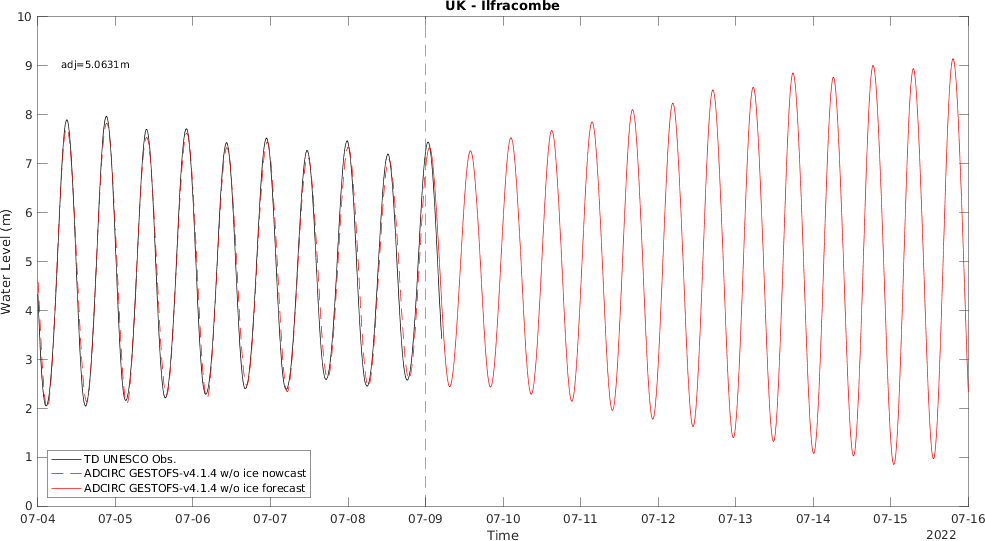 UK - Ilfracombe
10
9
8
7
6
5
4
3
2
1
0
Water Level (m)
adj=5.0631m
TD UNESCO Obs.
ADCIRC GESTOFS-v4.1.4 w/o ice nowcast
ADCIRC GESTOFS-v4.1.4 w/o ice forecast
07-04 07-05 07-06 07-07 07-08 07-09 07-10 07-11 07-12 07-13 07-14 07-15 07-16
Time
2022